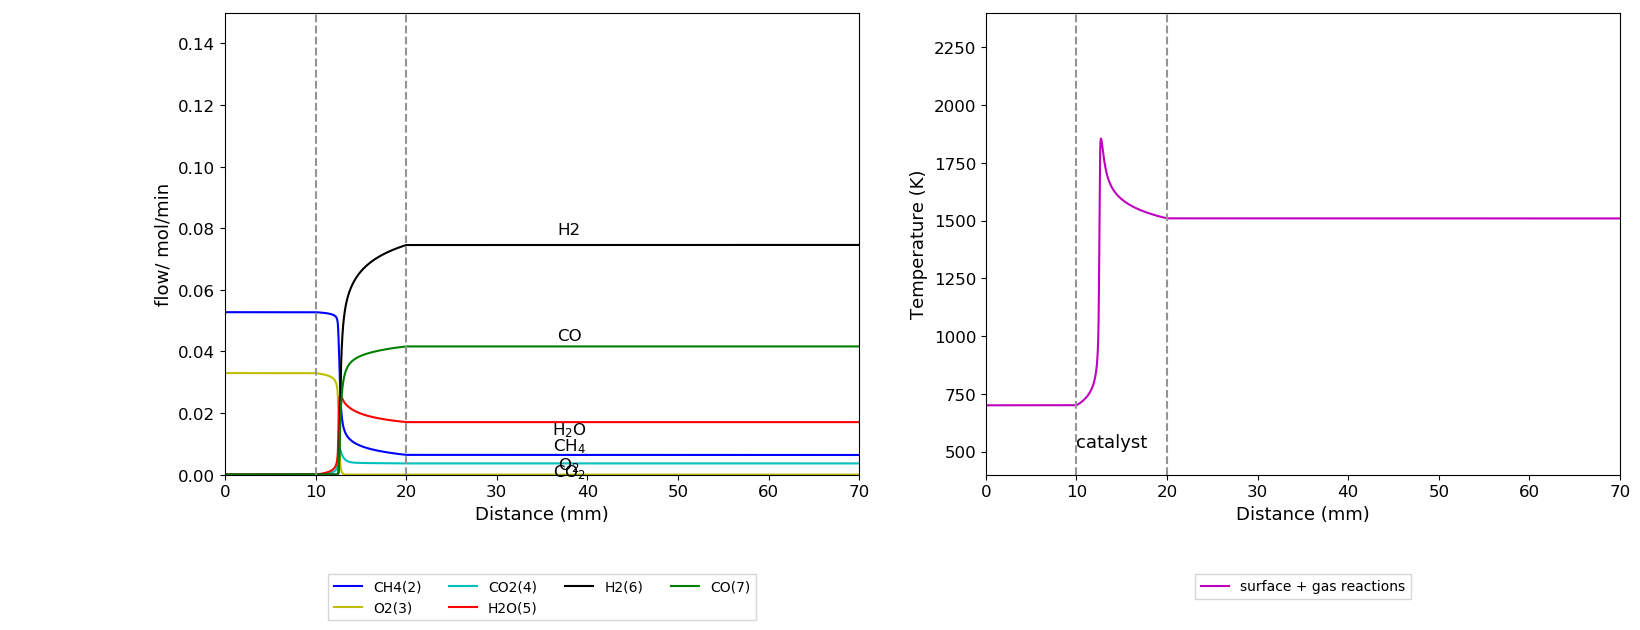 0.14
0.12
0.10
0.08
0.06
0.04
0.02
0.00
flow/ mol/min
H2
CO
H₂O
CH₄
O₂
CO₂
0 10 20 30 40 50 60 70
Distance (mm)
CH4(2) CO2(4) H2(6) CO(7)
O2(3) H2O(5)
2250
2000
1750
1500
1250
1000
750
500
Temperature (K)
catalyst
0 10 20 30 40 50 60 70
Distance (mm)
surface + gas reactions